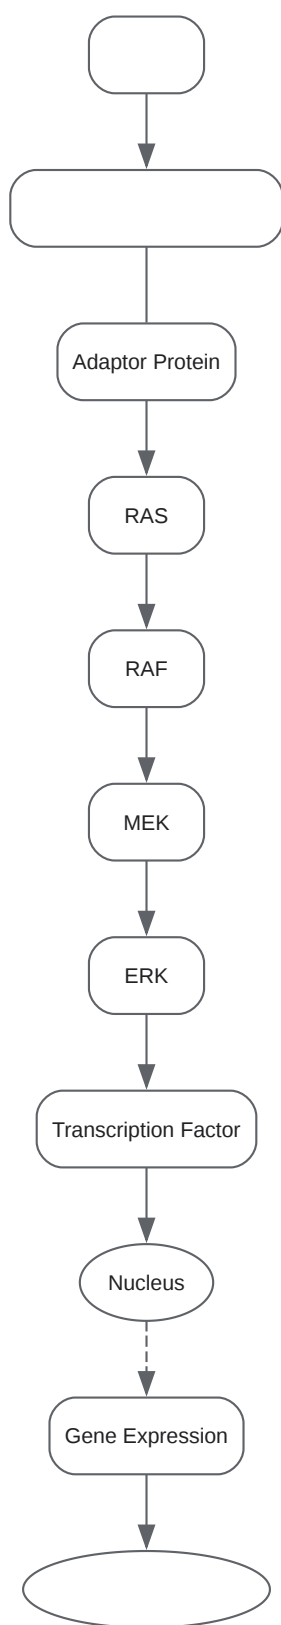 Adaptor Protein
RAS
RAF
MEK
ERK
Transcription Factor
Nucleus
Gene Expression